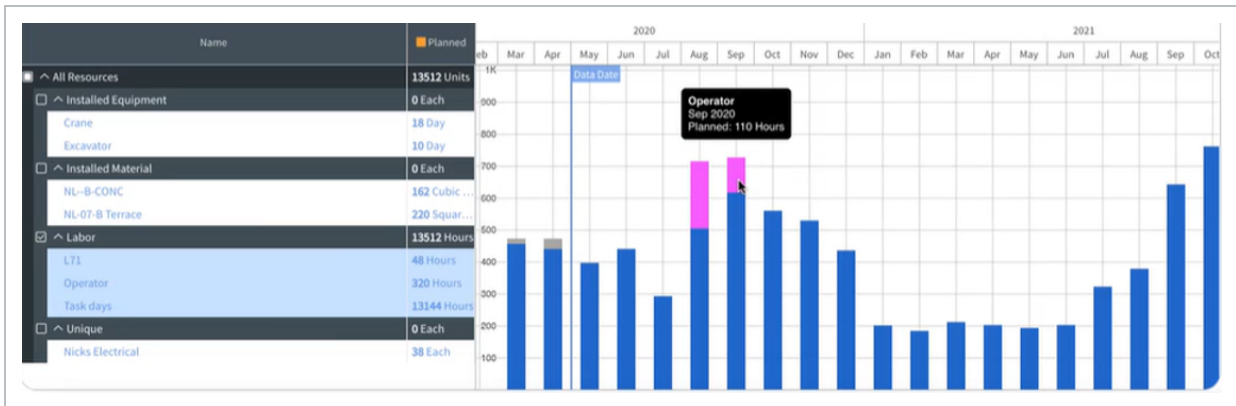 Name Planned
2020 2021
eb Mar Apr May Jun Jul Aug Sep Oct Nov Dec Jan Feb Mar Apr May Jun Jul Aug Sep Oct
All Resources 13512 Units
Installed Equipment 0 Each
Crane 18 Day
Excavator 10 Day
Installed Material 0 Each
NL--B-CONC 162 Cubic ...
NL-07-B Terrace 220 Squar...
Labor 13512 Hours
L71 48 Hours
Operator 320 Hours
Task days 13144 Hours
Unique 0 Each
Nicks Electrical 38 Each
1K
900
800
700
600
500
400
300
200
100
Data Date
Operator
Sep 2020
Planned: 110 Hours